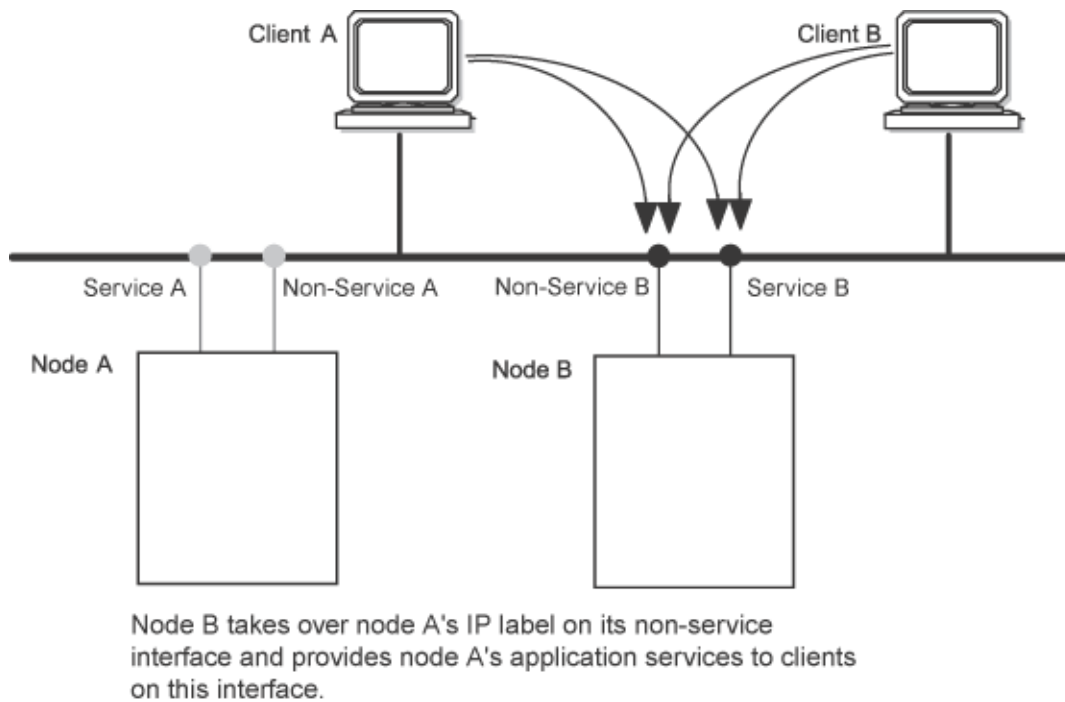 Client A
Client B
Service A
Non-Service A
Non-Service B
Service B
Node A
Node B
Node B takes over node A's IP label on its non-service
interface and provides node A's application services to clients
on this interface.